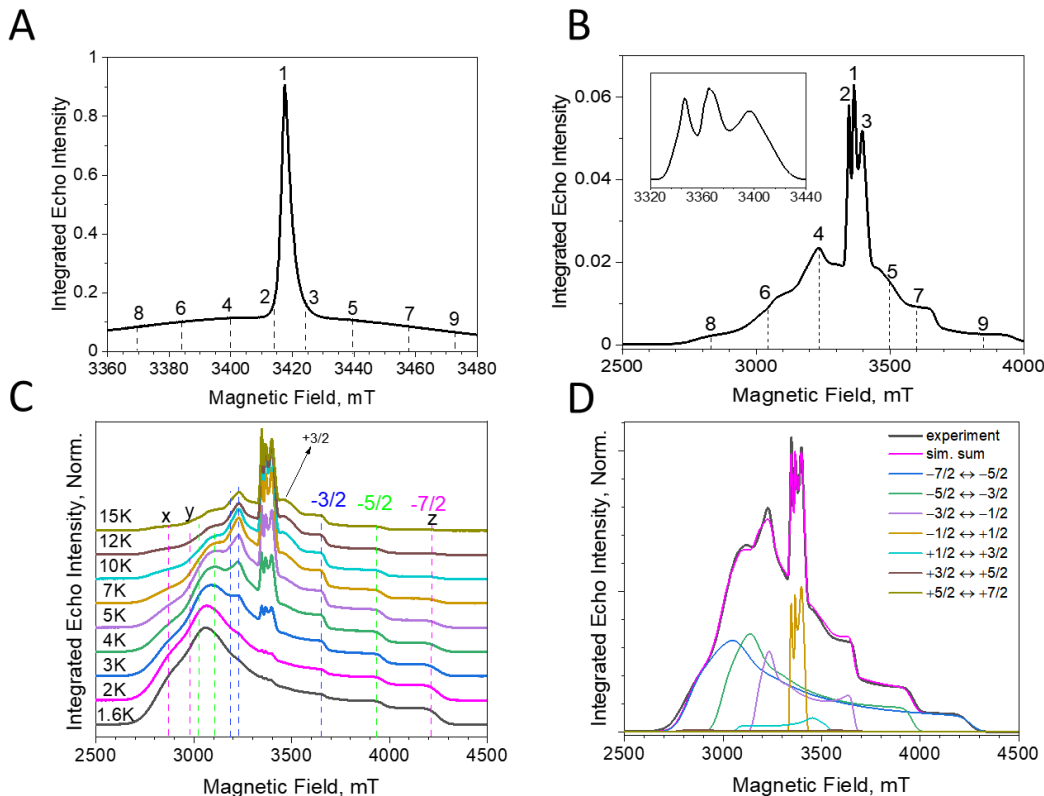 A
Integrated Echo Intensity
1
0.8
0.6
0.4
0.2
0
1
8
6
4
2
3
5
7
9
3360
3380
3400
3420
3440
3460
3480
Magnetic Field, mT
B
Integrated Echo Intensity
0.06
0.04
0.02
0.00
3320
3360
3400
3440
1
2
3
4
5
6
7
8
9
2500
3000
3500
4000
Magnetic Field, mT
C
Integrated Echo Intensity, Norm.
+3/2
-3/2
-5/2
-7/2
x
y
z
15K
12K
10K
7K
5K
4K
3K
2K
1.6K
2500
3000
3500
4000
4500
Magnetic Field, mT
D
Integrated Echo Intensity, Norm.
experiment
sim. sum
−7/2 ↔ −5/2
−5/2 ↔ −3/2
−3/2 ↔ −1/2
−1/2 ↔ +1/2
+1/2 ↔ +3/2
+3/2 ↔ +5/2
+5/2 ↔ +7/2
2500
3000
3500
4000
4500
Magnetic Field, mT